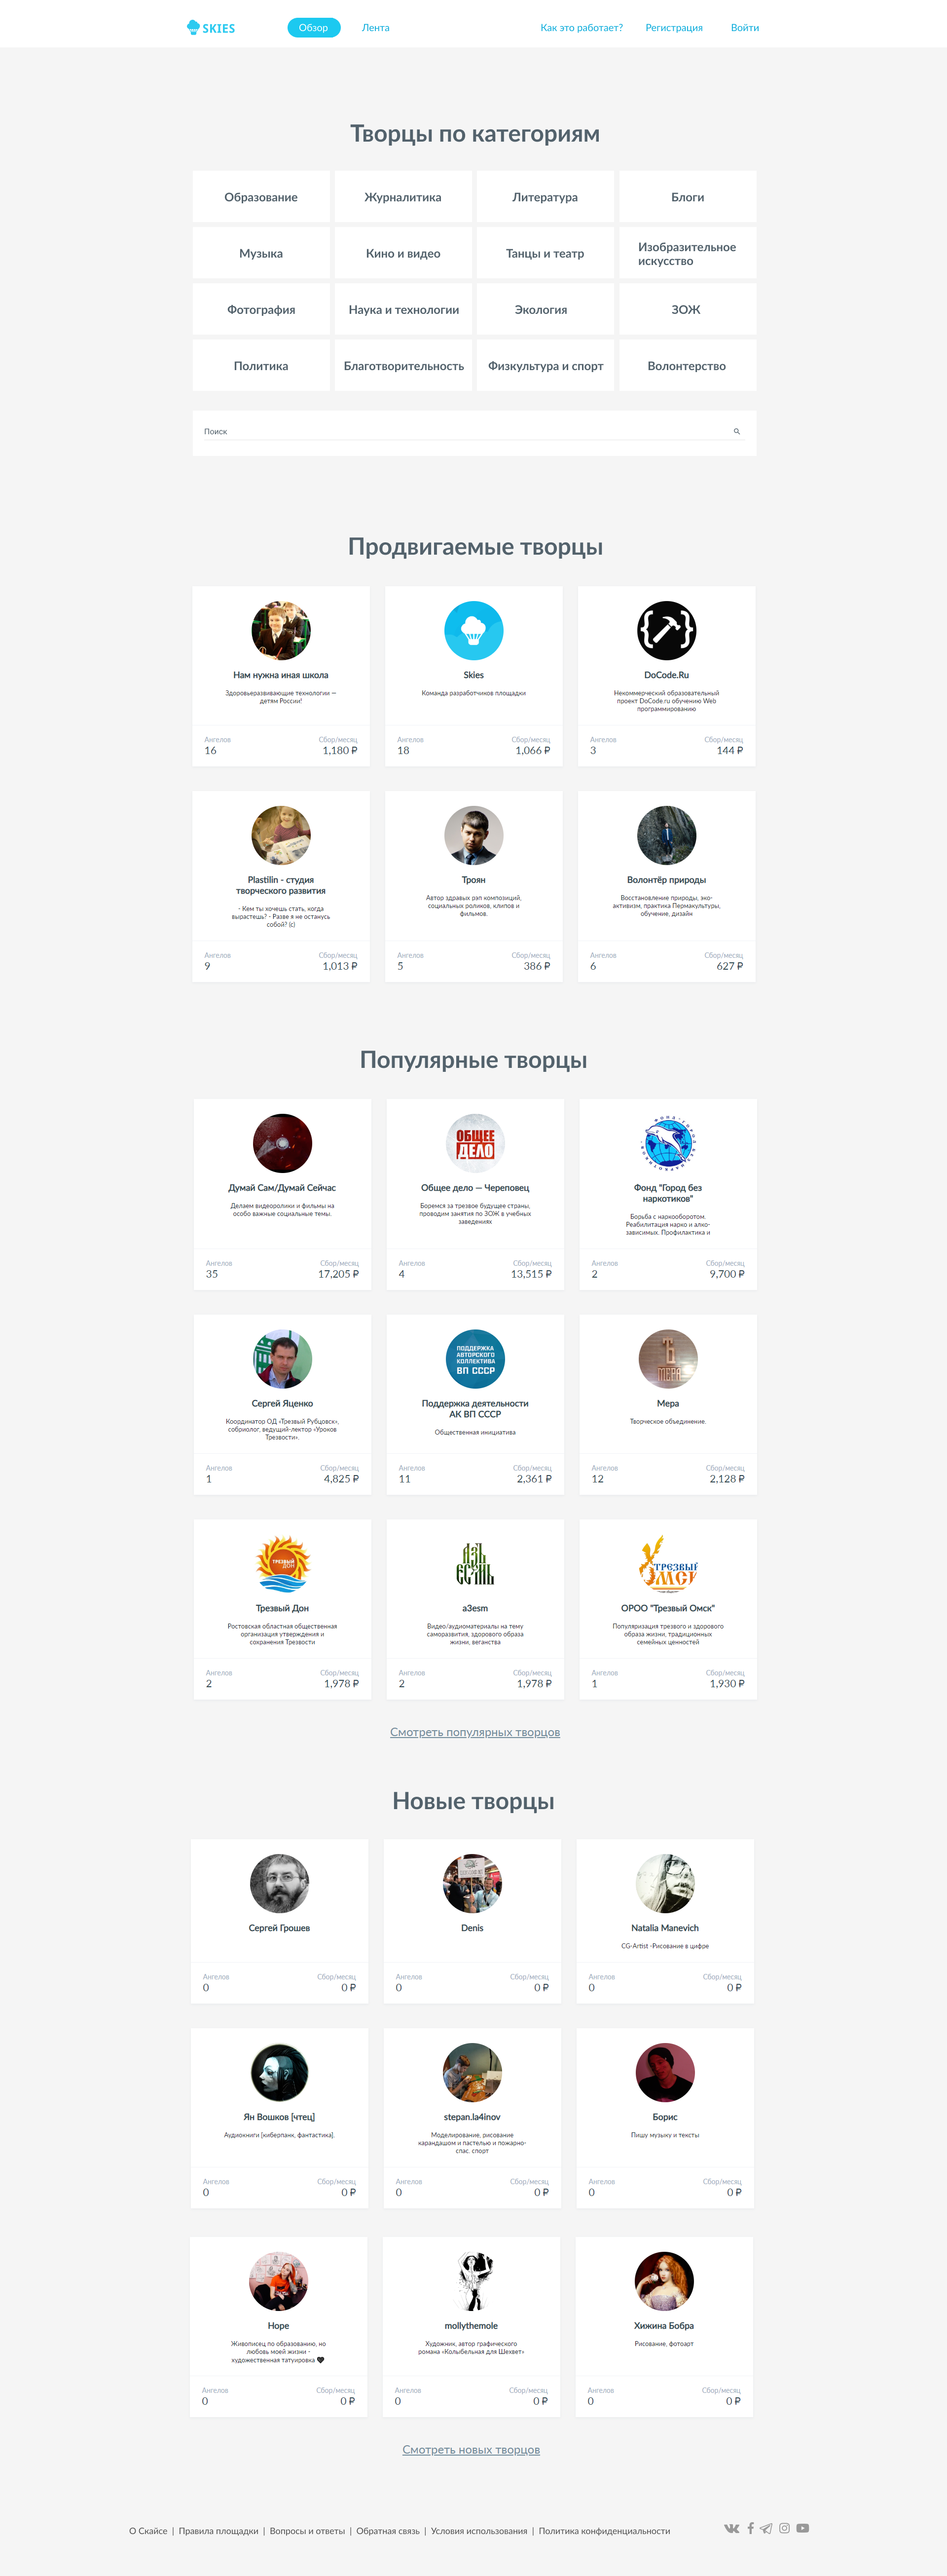 SKIES
Обзор
Лента
Как это работает?
Регистрация
Войти
Творцы по категориям
Образование
Журналитика
Литература
Блоги
Музыка
Кино и видео
Танцы и театр
Изобразительное
искусство
Фотография
Наука и технологии
Экология
ЗОЖ
Политика
Благотворительность
Физкультура и спорт
Волонтерство
Поиск
Продвигаемые творцы
Нам нужна иная школа
Здоровьеразвивающие технологии —
детям России!
Ангелов
Сбор/месяц
16
1,180 ₽
Skies
Команда разработчиков площадки
Ангелов
Сбор/месяц
18
1,066 ₽
DoCode.Ru
Некоммерческий образовательный
проект DoCode.ru обучению Web
программированию
Ангелов
Сбор/месяц
3
144 ₽
Plastilin - студия
творческого развития
- Кем ты хочешь стать, когда
вырастешь? - Разве я не останусь
собой? (с)
Ангелов
Сбор/месяц
9
1,013 ₽
Троян
Автор здравых рэп композиций,
социальных роликов, клипов и
фильмов.
Ангелов
Сбор/месяц
5
386 ₽
Волонтёр природы
Восстановление природы, эко-
активизм, практика Пермакультуры,
обучение, дизайн
Ангелов
Сбор/месяц
6
627 ₽
Популярные творцы
Думай Сам/Думай Сейчас
Делаем видеоролики и фильмы на
особо важные социальные темы.
Ангелов
Сбор/месяц
35
17,205 ₽
ОБЩЕЕ
ДЕЛО
Общее дело — Череповец
Боремся за трезвое будущее страны,
проводим занятия по ЗОЖ в учебных
заведениях
Ангелов
Сбор/месяц
4
13,515 ₽
Фонд "Город без
наркотиков"
Борьба с наркооборотом.
Реабилитация нарко и алко-
зависимых. Профилактика и
Ангелов
Сбор/месяц
2
9,700 ₽
Сергей Яценко
Координатор ОД «Трезвый Рубцовск»,
собриолог, ведущий-лектор «Уроков
Трезвости».
Ангелов
Сбор/месяц
1
4,825 ₽
ПОДДЕРЖКА
АВТОРСКОГО
КОЛЛЕКТИВА
ВП СССР
Поддержка деятельности
АК ВП СССР
Общественная инициатива
Ангелов
Сбор/месяц
11
2,361 ₽
МЕРА
Мера
Творческое объединение.
Ангелов
Сбор/месяц
12
2,128 ₽
ТРЕЗВЫЙ
ДОН
Трезвый Дон
Ростовская областная общественная
организация утверждения и
сохранения Трезвости
Ангелов
Сбор/месяц
2
1,978 ₽
a3esm
Видео/аудиоматериалы на тему
саморазвития, здорового образа
жизни, веганства
Ангелов
Сбор/месяц
2
1,978 ₽
ОРОО "Трезвый Омск"
Популяризация трезвого и здорового
образа жизни, традиционных
семейных ценностей
Ангелов
Сбор/месяц
1
1,930 ₽
Смотреть популярных творцов
Новые творцы
Сергей Грошев
Ангелов
Сбор/месяц
0
0 ₽
Denis
Ангелов
Сбор/месяц
0
0 ₽
Natalia Manevich
CG-Artist -Рисование в цифре
Ангелов
Сбор/месяц
0
0 ₽
Ян Вошков [чтец]
Аудиокниги [киберпанк, фантастика].
Ангелов
Сбор/месяц
0
0 ₽
stepan.la4inov
Моделирование, рисование
карандашом и пастелью и пожарно-
спас. спорт
Ангелов
Сбор/месяц
0
0 ₽
Борис
Пишу музыку и тексты
Ангелов
Сбор/месяц
0
0 ₽
Hope
Живописец по образованию, но
любовь моей жизни -
художественная татуировка 🖤
Ангелов
Сбор/месяц
0
0 ₽
mollythemole
Художник, автор графического
романа «Колыбельная для Шехвет»
Ангелов
Сбор/месяц
0
0 ₽
Хижина Бобра
Рисование, фотоарт
Ангелов
Сбор/месяц
0
0 ₽
Смотреть новых творцов
О Скайсе | Правила площадки | Вопросы и ответы | Обратная связь | Условия использования | Политика конфиденциальности